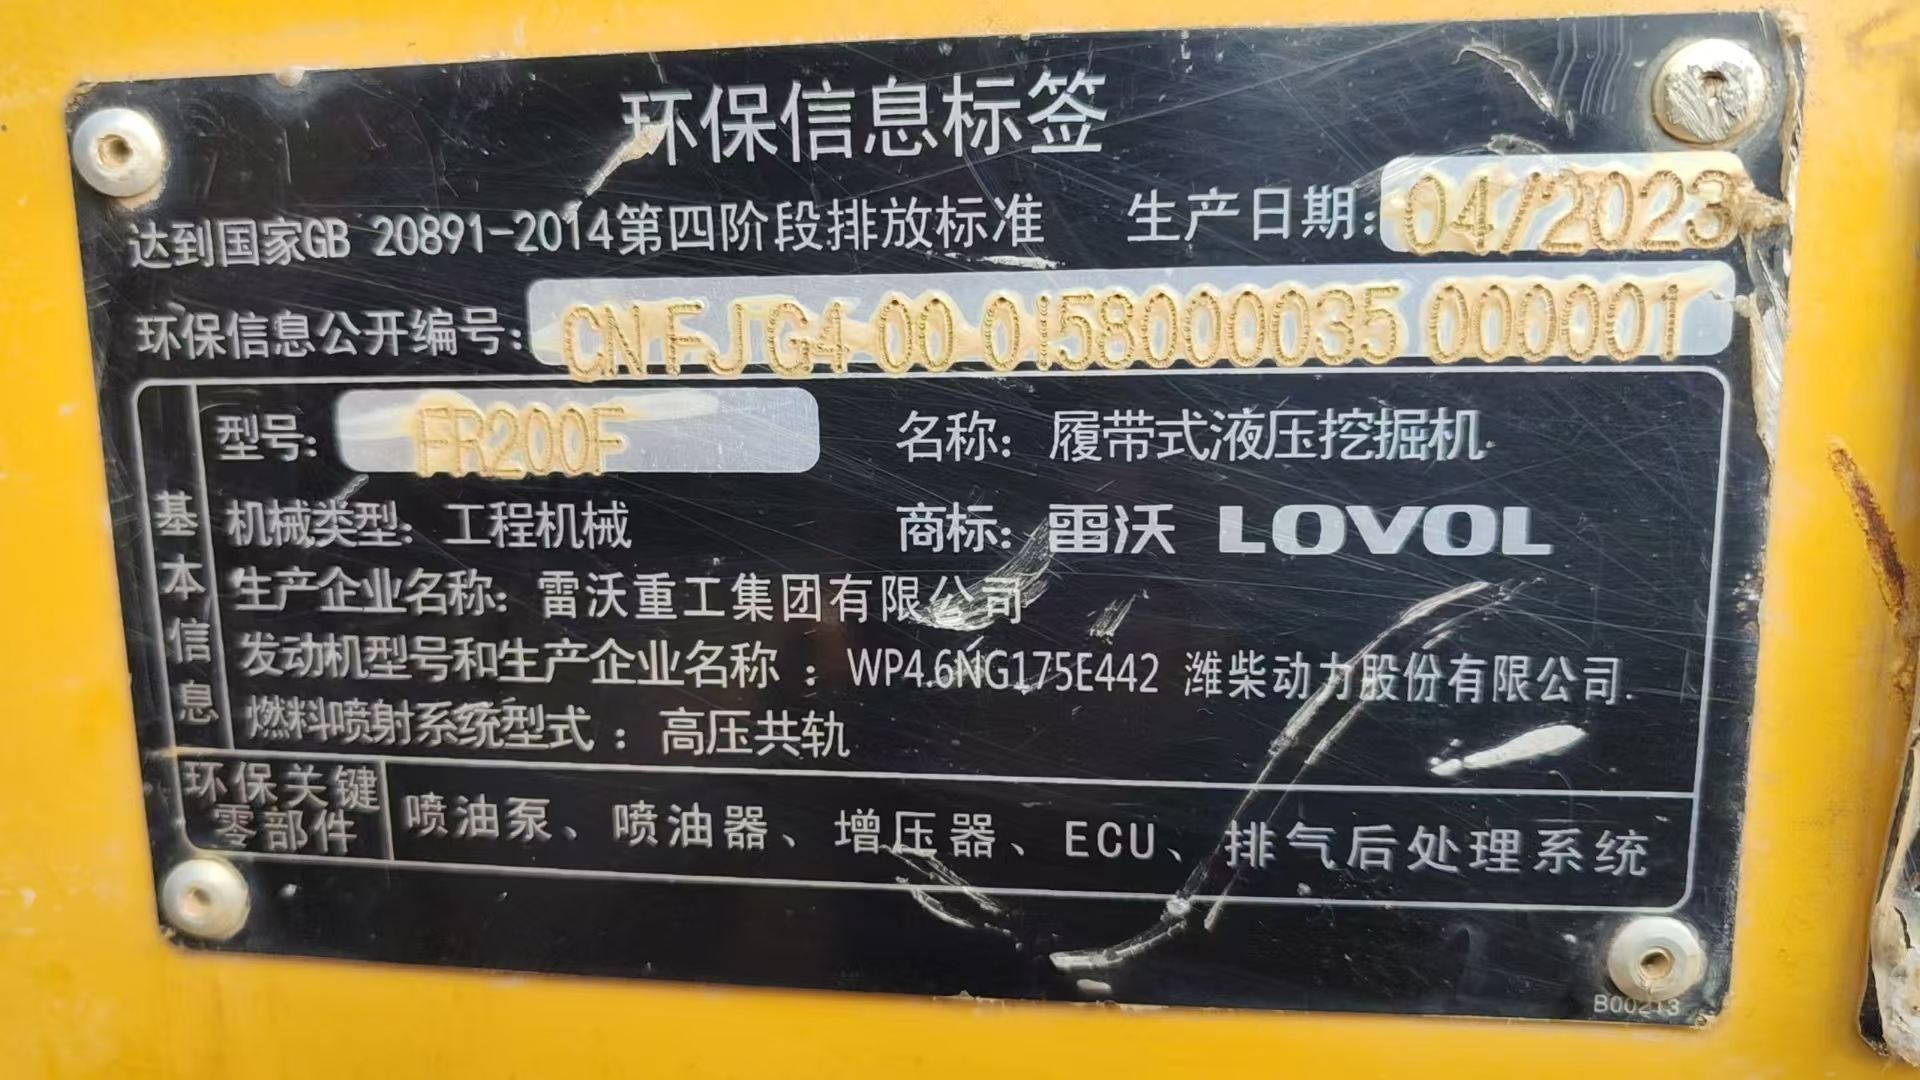 环保信息标签
达到国家GB 20891-2014第四阶段排放标准 生产日期:04/2023
环保信息公开编号:CN FJ G4 00 0158000035 000001
型号: FR200F 名称: 履带式液压挖掘机
基本信息
机械类型: 工程机械 商标: 雷沃 LOVOL
生产企业名称: 雷沃重工集团有限公司
发动机型号和生产企业名称 : WP4.6NG175E442 潍柴动力股份有限公司.
燃料喷射系统型式 : 高压共轨
环保关键零部件 喷油泵、喷油器、增压器、ECU、排气后处理系统
B00213